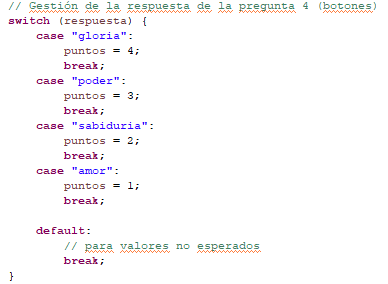 // Gestión de la respuesta de la pregunta 4 (botones)
switch (respuesta) {
    case "gloria":
        puntos = 4;
        break;
    case "poder":
        puntos = 3;
        break;
    case "sabiduria":
        puntos = 2;
        break;
    case "amor":
        puntos = 1;
        break;

    default:
        // para valores no esperados
        break;
}